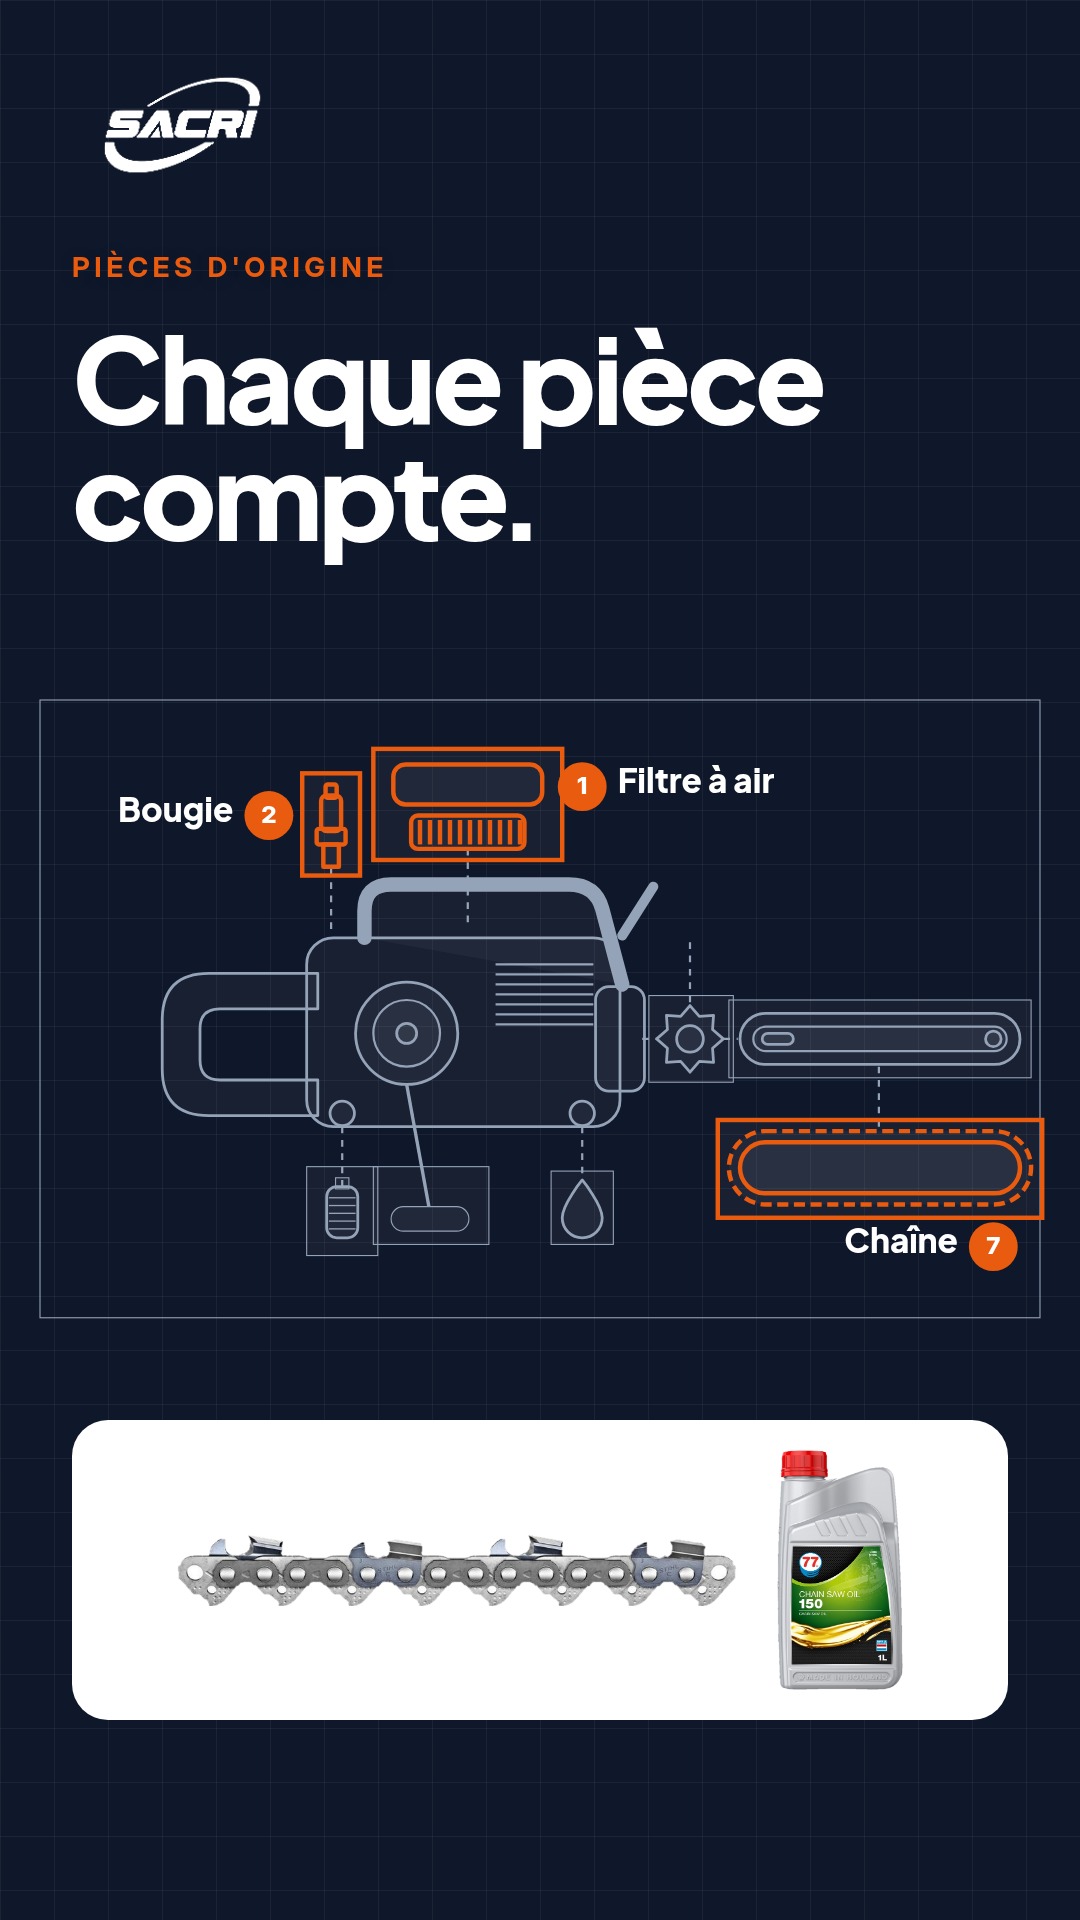 SACRI
PIÈCES D'ORIGINE
Chaque pièce
compte.
Bougie 2
1 Filtre à air
Chaîne 7
77
CHAIN SAW OIL
150
1L